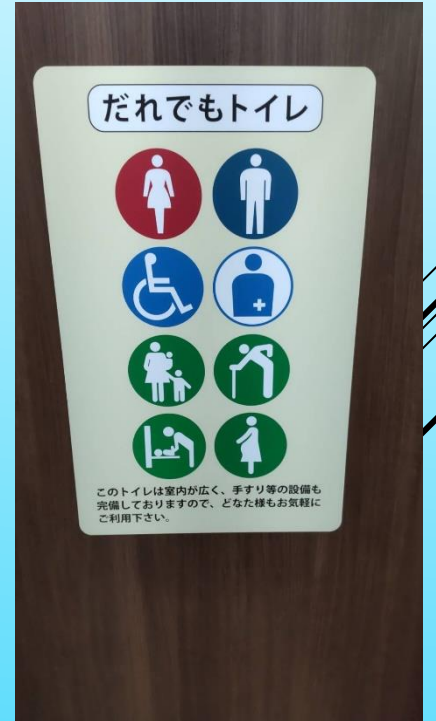 だれでもトイレ
このトイレは室内が広く、手すり等の設備も
完備しておりますので、どなた様もお気軽に
ご利用下さい。